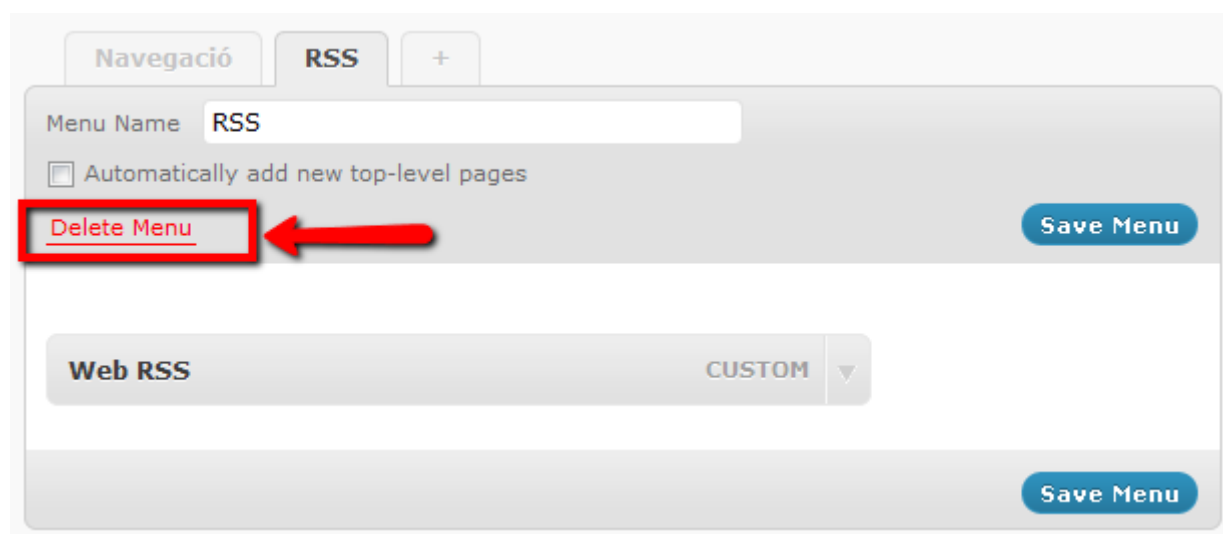 Navegació RSS +
Menu Name RSS
Automatically add new top-level pages
Delete Menu Save Menu
Web RSS CUSTOM
Save Menu